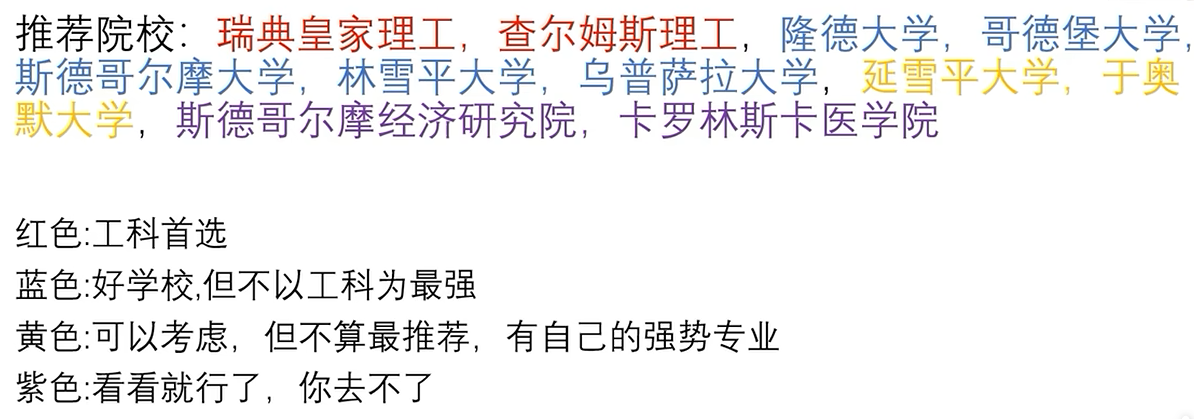 推荐院校：瑞典皇家理工，查尔姆斯理工，隆德大学，哥德堡大学，
斯德哥尔摩大学，林雪平大学，乌普萨拉大学，延雪平大学，于奥
默大学，斯德哥尔摩经济研究院，卡罗林斯卡医学院
红色:工科首选
蓝色:好学校,但不以工科为最强
黄色:可以考虑，但不算最推荐，有自己的强势专业
紫色:看看就行了，你去不了